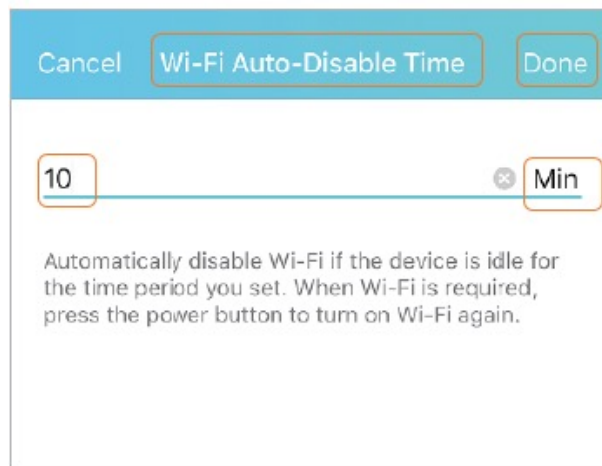 Cancel Wi-Fi Auto-Disable Time Done
10 Min
Automatically disable Wi-Fi if the device is idle for
the time period you set. When Wi-Fi is required,
press the power button to turn on Wi-Fi again.